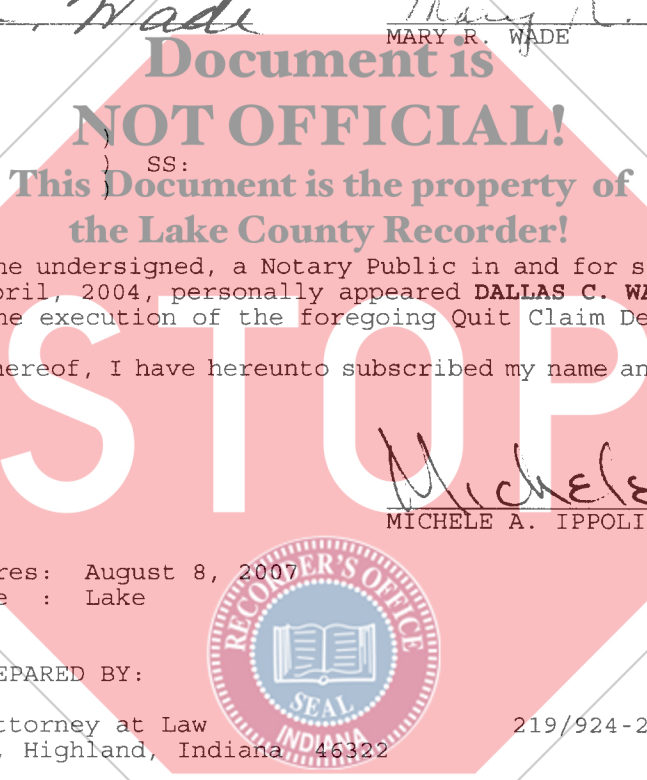 Wade Mary R.
MARY R. WADE
Document is
NOT OFFICIAL!
)
) SS:
)
This Document is the property of
the Lake County Recorder!
he undersigned, a Notary Public in and for s
pril, 2004, personally appeared DALLAS C. WA
he execution of the foregoing Quit Claim De
hereof, I have hereunto subscribed my name an
STOP
Michele
MICHELE A. IPPOLI
res: August 8, 2007
e : Lake
RECORDER'S OFFICE
SEAL
INDIANA
EPARED BY:
ttorney at Law 219/924-2
, Highland, Indiana 46322